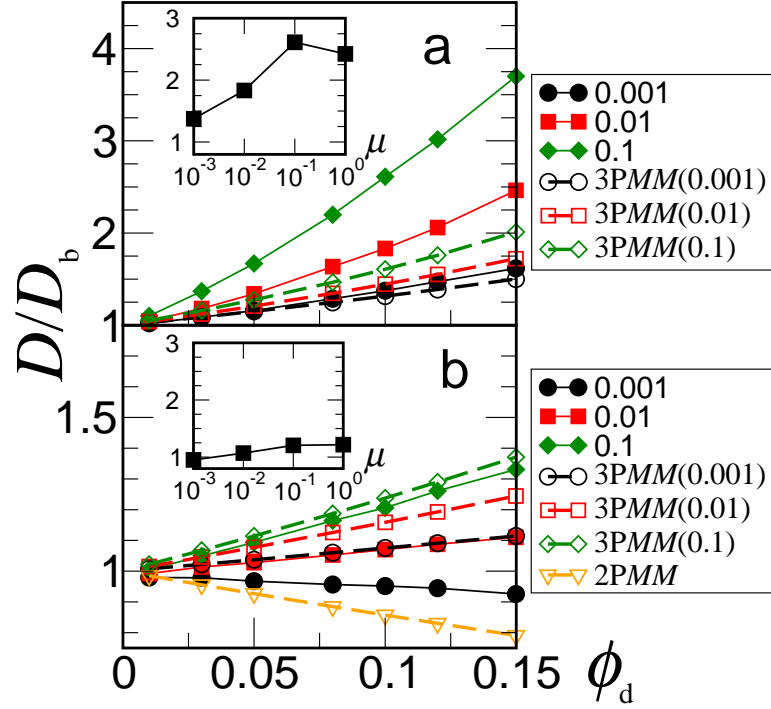 D/D_b
4
3
2
1
a
3
2
1
10^-3 10^-2 10^-1 10^0 μ
0.001
0.01
0.1
3PMM(0.001)
3PMM(0.01)
3PMM(0.1)
1.5
1
b
3
2
1
10^-3 10^-2 10^-1 10^0 μ
0.001
0.01
0.1
3PMM(0.001)
3PMM(0.01)
3PMM(0.1)
2PMM
0 0.05 0.1 0.15
ϕ_d